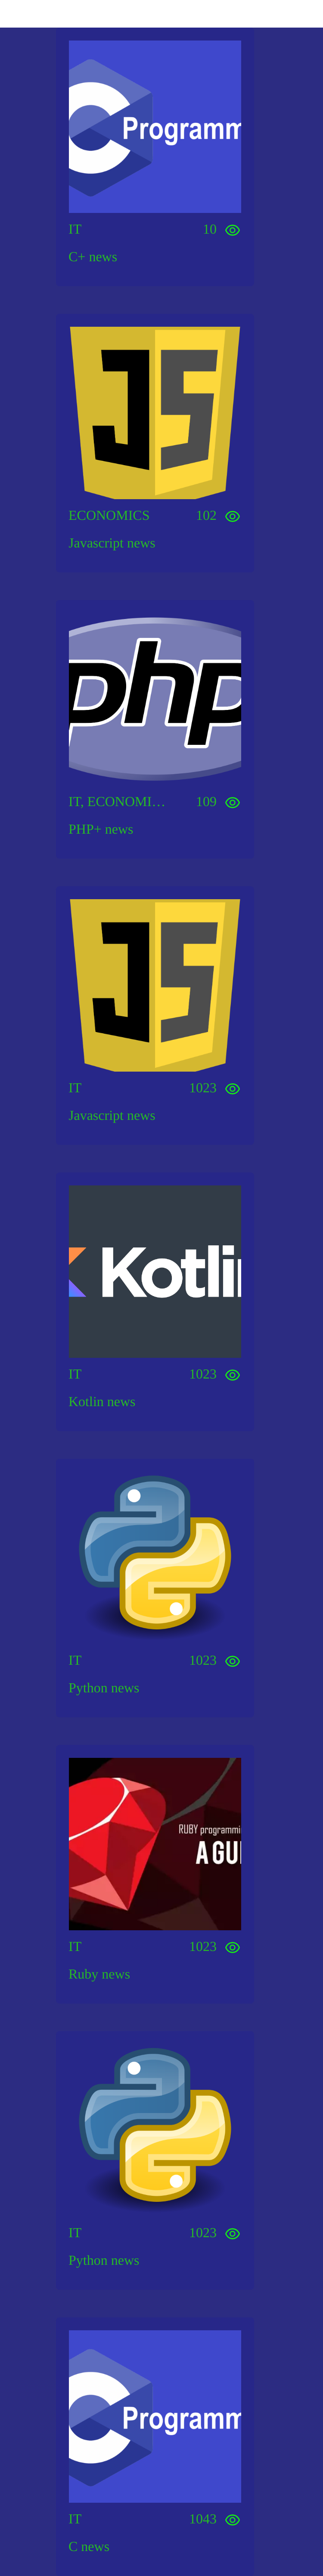 C Programm
IT 10
C+ news
JS
ECONOMICS 102
Javascript news
php
IT, ECONOMI... 109
PHP+ news
JS
IT 1023
Javascript news
Kotlin
IT 1023
Kotlin news
IT 1023
Python news
RUBY programmi
A GUI
IT 1023
Ruby news
IT 1023
Python news
C Programm
IT 1043
C news